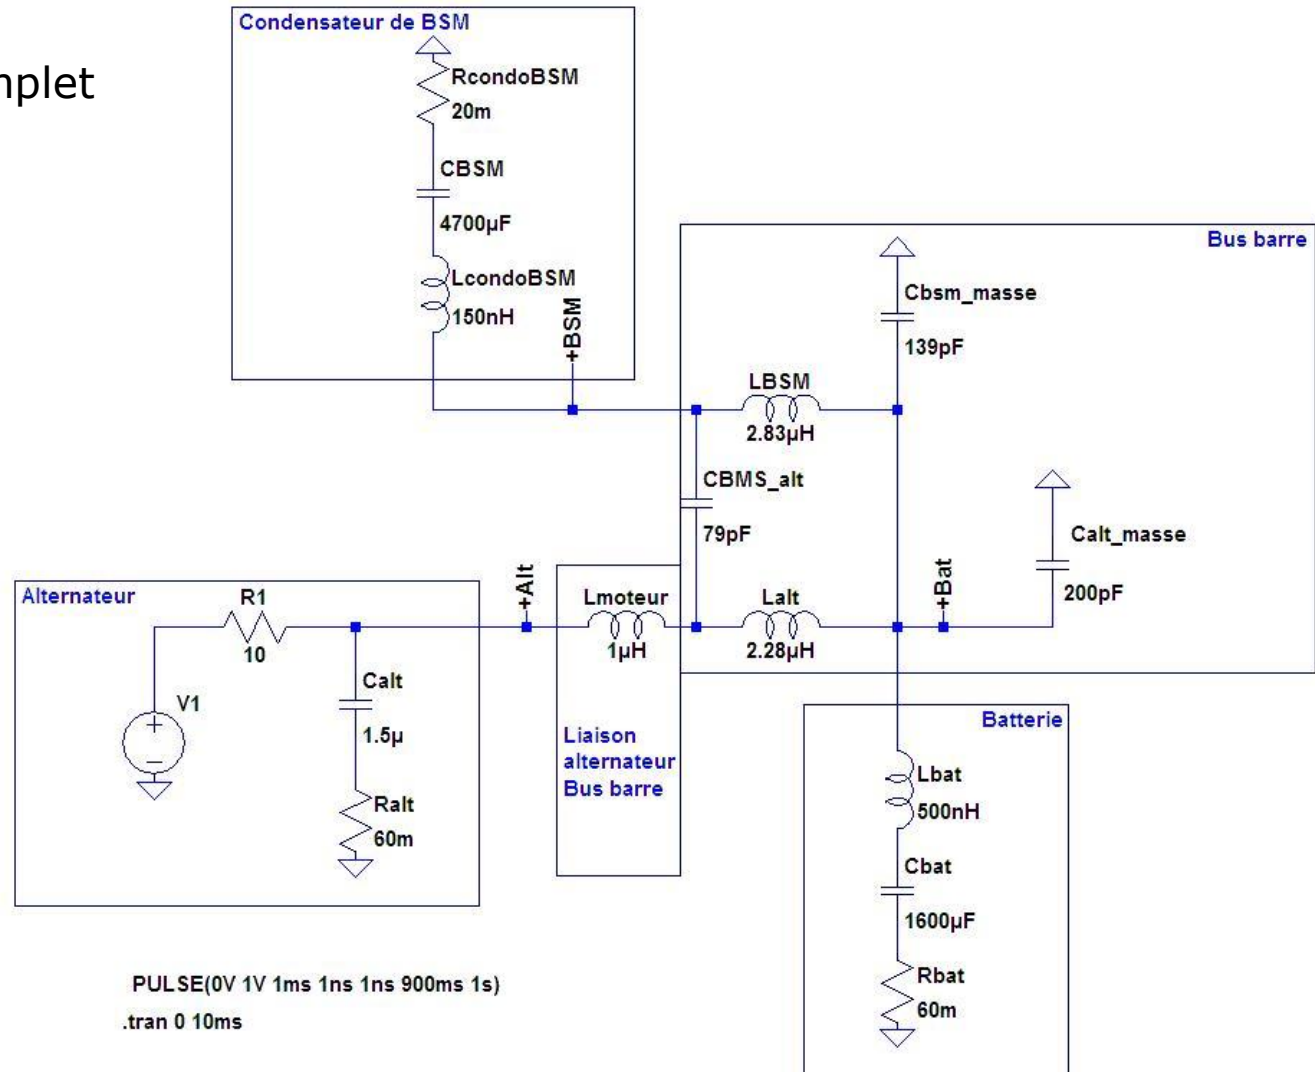 nplet
Condensateur de BSM
RcondoBSM
20m
CBSM
4700µF
LcondoBSM
150nH
+BSM
Bus barre
Cbsm_masse
139pF
LBSM
2.83µH
CBMS_alt
79pF
Calt_masse
200pF
Alternateur
R1
10
+Alt
Lmoteur
1µH
Lalt
2.28µH
+Bat
V1
Calt
1.5µ
Ralt
60m
Liaison
alternateur
Bus barre
Batterie
Lbat
500nH
Cbat
1600µF
Rbat
60m
PULSE(0V 1V 1ms 1ns 1ns 900ms 1s)
.tran 0 10ms